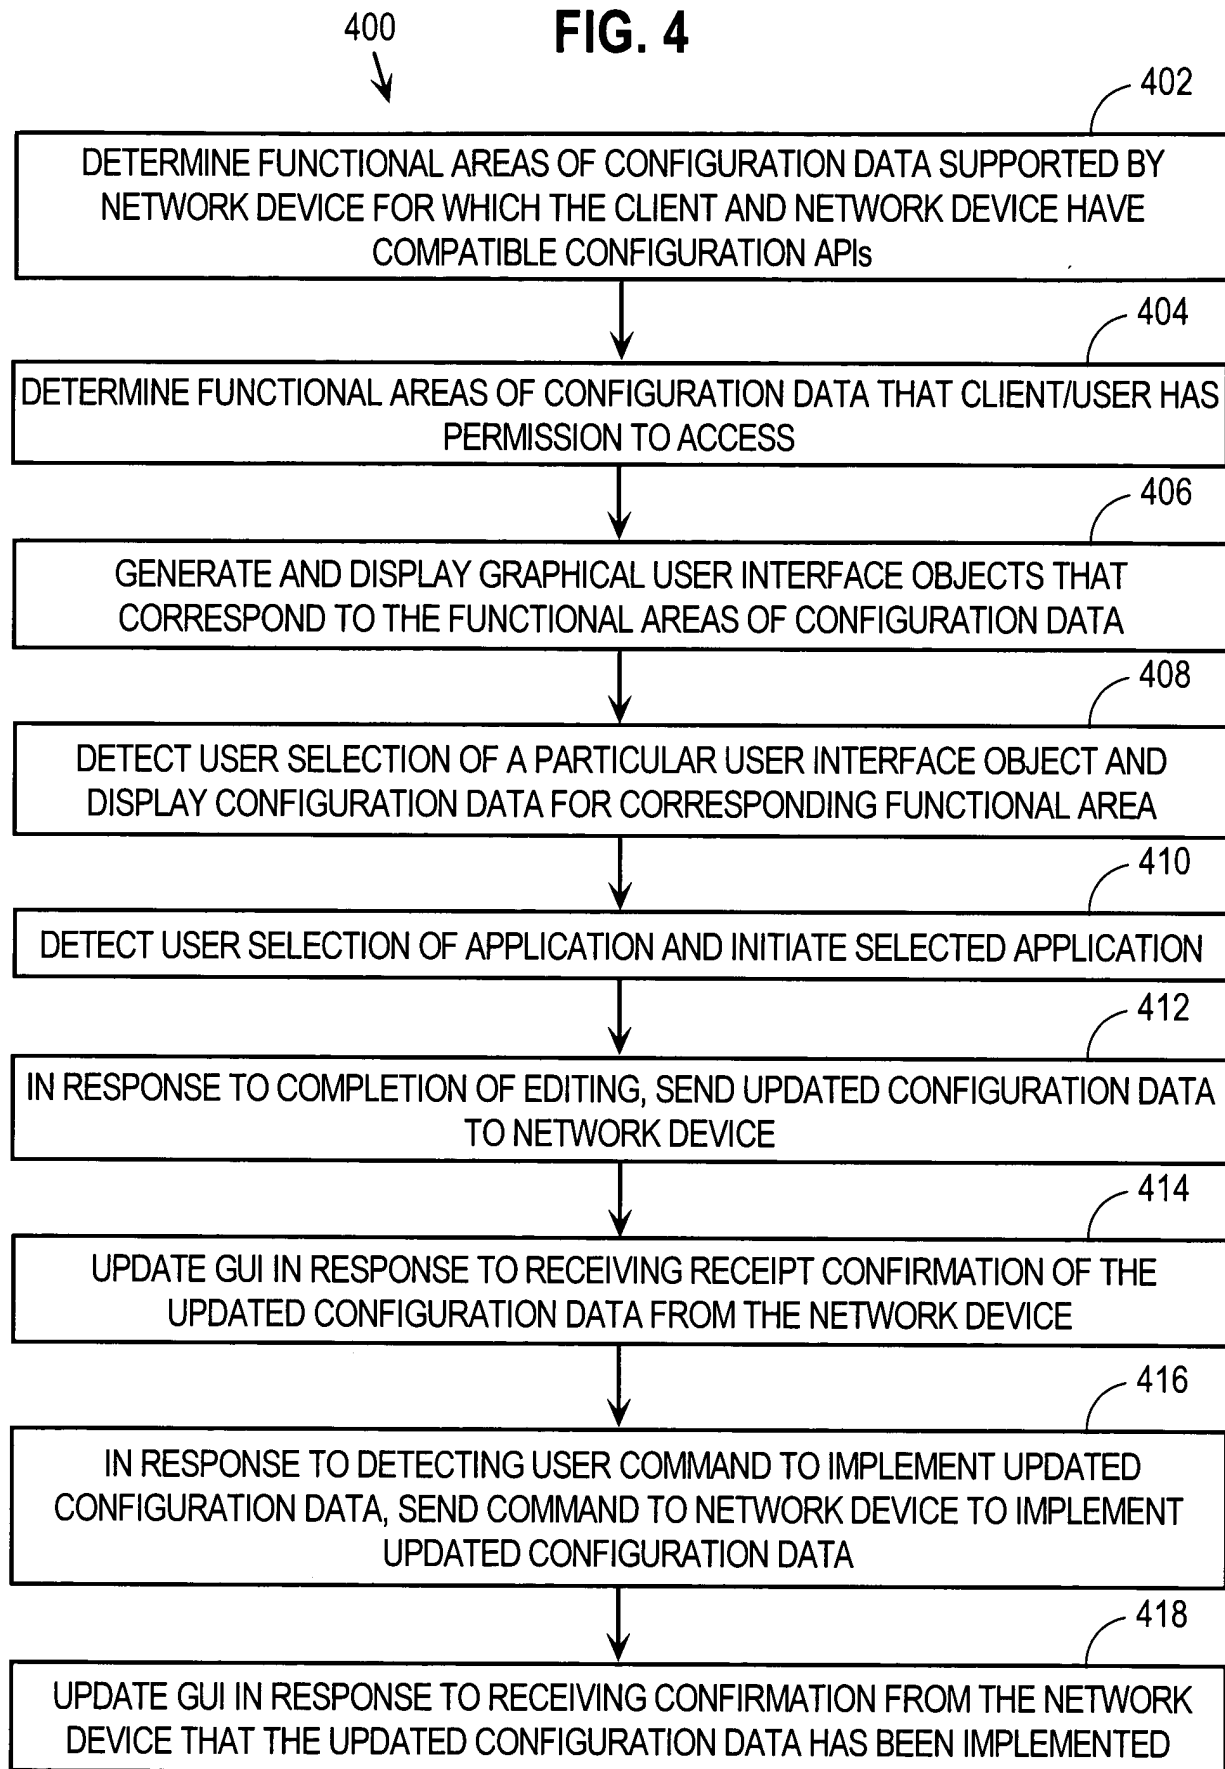 400
FIG. 4
402
DETERMINE FUNCTIONAL AREAS OF CONFIGURATION DATA SUPPORTED BY
NETWORK DEVICE FOR WHICH THE CLIENT AND NETWORK DEVICE HAVE
COMPATIBLE CONFIGURATION APIs
404
DETERMINE FUNCTIONAL AREAS OF CONFIGURATION DATA THAT CLIENT/USER HAS
PERMISSION TO ACCESS
406
GENERATE AND DISPLAY GRAPHICAL USER INTERFACE OBJECTS THAT
CORRESPOND TO THE FUNCTIONAL AREAS OF CONFIGURATION DATA
408
DETECT USER SELECTION OF A PARTICULAR USER INTERFACE OBJECT AND
DISPLAY CONFIGURATION DATA FOR CORRESPONDING FUNCTIONAL AREA
410
DETECT USER SELECTION OF APPLICATION AND INITIATE SELECTED APPLICATION
412
IN RESPONSE TO COMPLETION OF EDITING, SEND UPDATED CONFIGURATION DATA
TO NETWORK DEVICE
414
UPDATE GUI IN RESPONSE TO RECEIVING RECEIPT CONFIRMATION OF THE
UPDATED CONFIGURATION DATA FROM THE NETWORK DEVICE
416
IN RESPONSE TO DETECTING USER COMMAND TO IMPLEMENT UPDATED
CONFIGURATION DATA, SEND COMMAND TO NETWORK DEVICE TO IMPLEMENT
UPDATED CONFIGURATION DATA
418
UPDATE GUI IN RESPONSE TO RECEIVING CONFIRMATION FROM THE NETWORK
DEVICE THAT THE UPDATED CONFIGURATION DATA HAS BEEN IMPLEMENTED